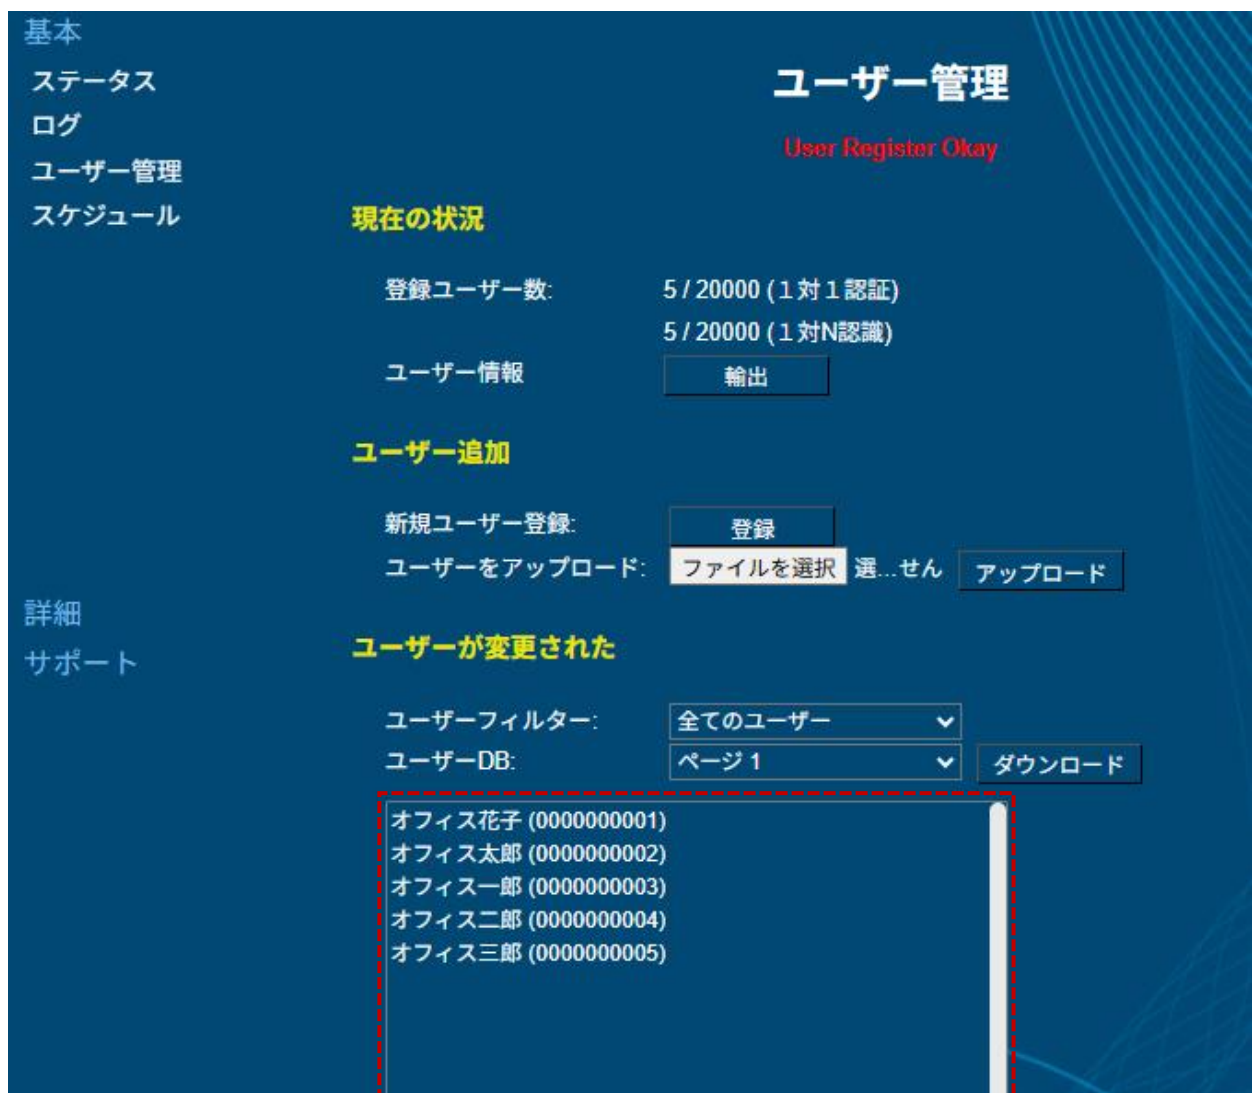 基本
ステータス
ログ
ユーザー管理
スケジュール
詳細
サポート
ユーザー管理
User Register Okay
現在の状況
登録ユーザー数: 5 / 20000 (１対１認証)
5 / 20000 (１対N認識)
ユーザー情報 輸出
ユーザー追加
新規ユーザー登録: 登録
ユーザーをアップロード: ファイルを選択 選...せん アップロード
ユーザーが変更された
ユーザーフィルター: 全てのユーザー
ユーザーDB: ページ 1 ダウンロード
オフィス花子 (0000000001)
オフィス太郎 (0000000002)
オフィス一郎 (0000000003)
オフィス二郎 (0000000004)
オフィス三郎 (0000000005)